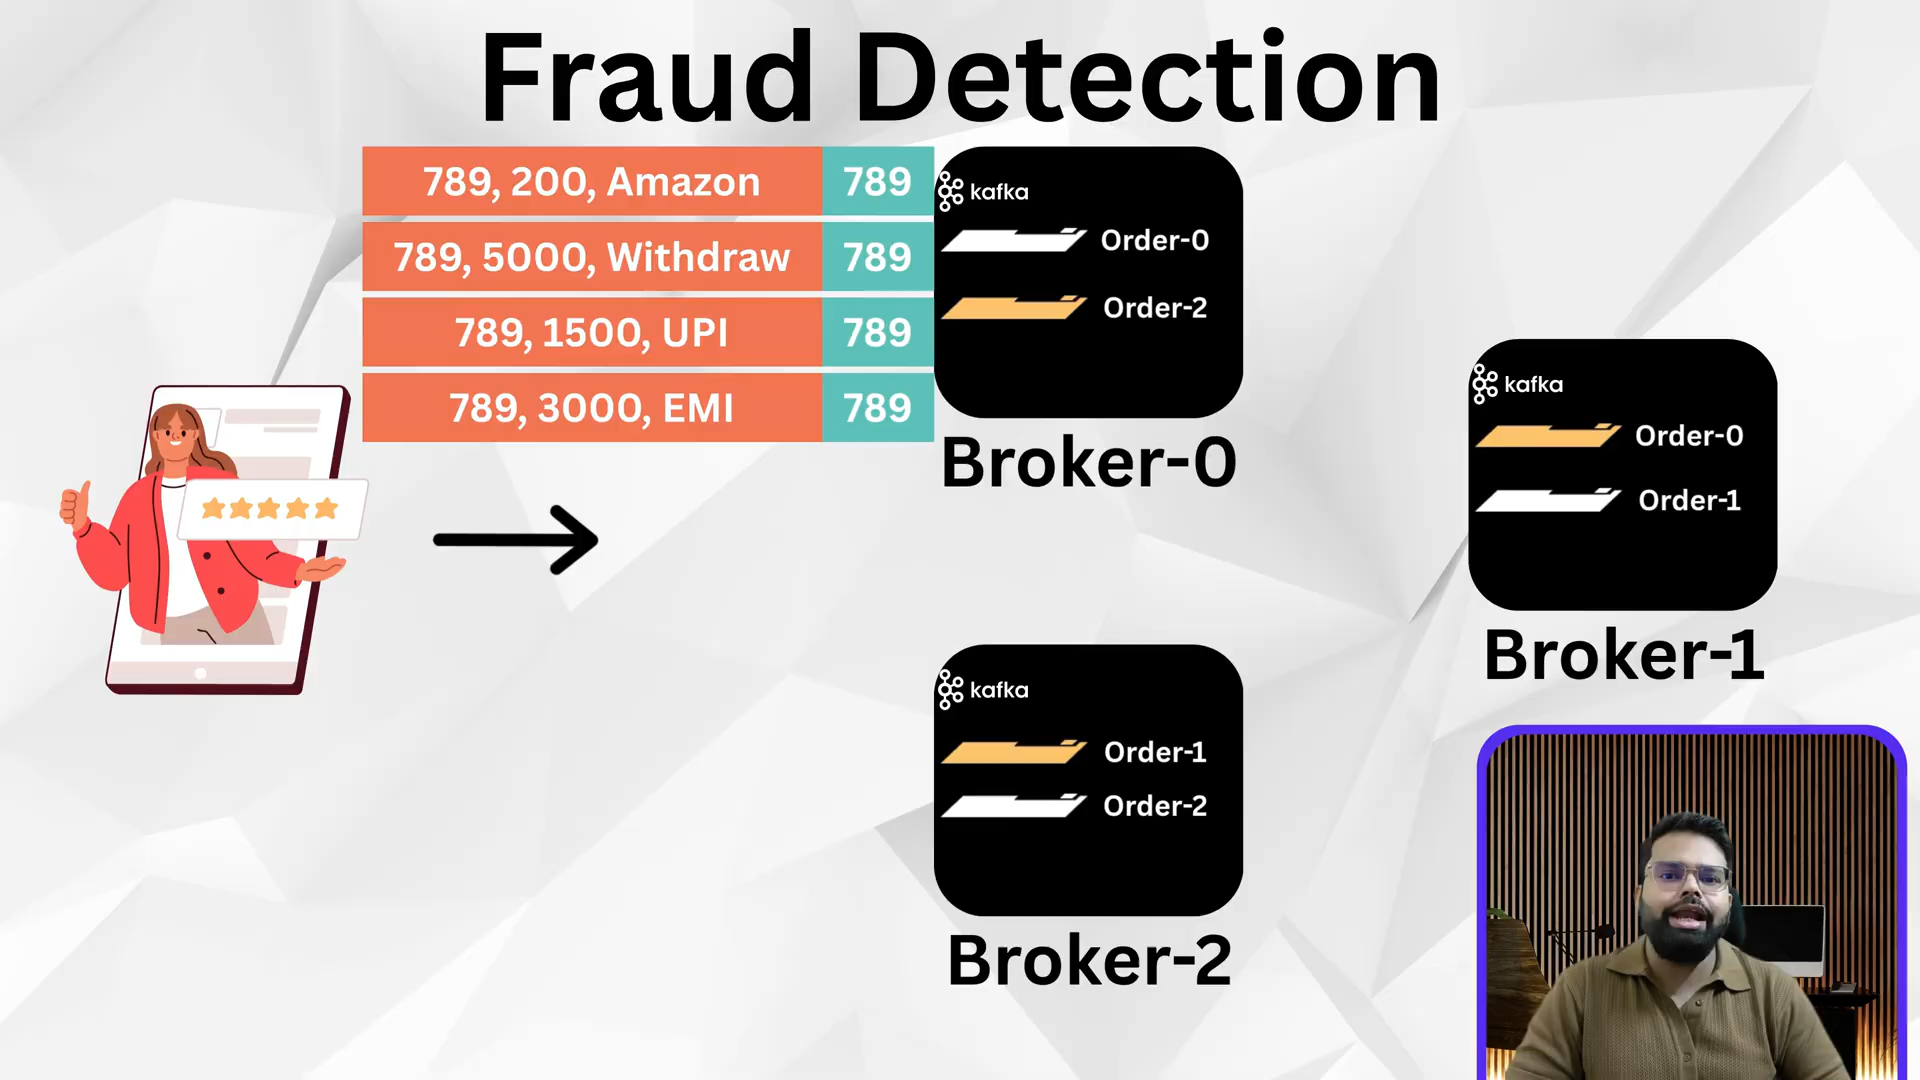 Fraud Detection
789, 200, Amazon 789
789, 5000, Withdraw 789
789, 1500, UPI 789
789, 3000, EMI 789
kafka
Order-0
Order-2
Broker-0
kafka
Order-0
Order-1
Broker-1
kafka
Order-1
Order-2
Broker-2